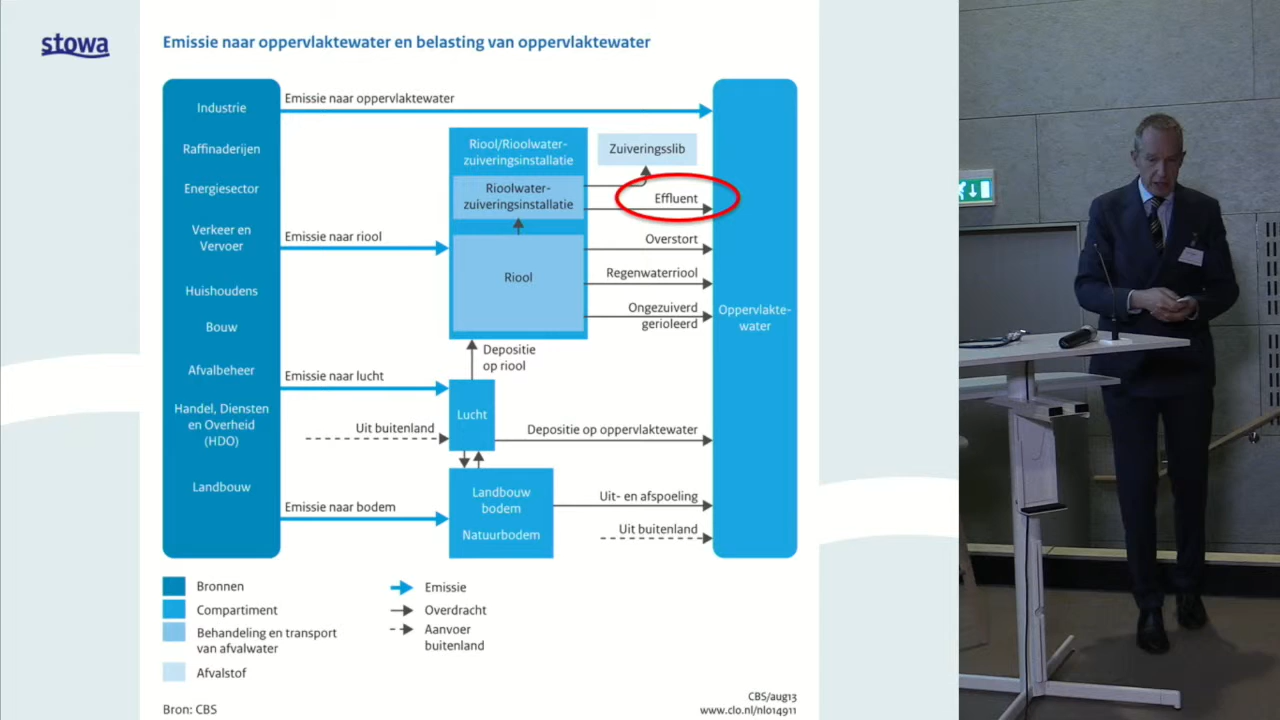 stowa
Emissie naar oppervlaktewater en belasting van oppervlaktewater
Industrie
Raffinaderijen
Energiesector
Verkeer en
Vervoer
Huishoudens
Bouw
Afvalbeheer
Handel, Diensten
en Overheid
(HDO)
Landbouw
Emissie naar oppervlaktewater
Emissie naar riool
Emissie naar lucht
Uit buitenland
Emissie naar bodem
Riool/Rioolwater-
zuiveringsinstallatie
Rioolwater-
zuiveringsinstallatie
Riool
Depositie
op riool
Lucht
Landbouw
bodem
Natuurbodem
Zuiveringsslib
Effluent
Overstort
Regenwaterriool
Ongezuiverd
gerioleerd
Depositie op oppervlaktewater
Uit- en afspoeling
Uit buitenland
Oppervlakte-
water
Bronnen
Compartiment
Behandeling en transport
van afvalwater
Afvalstof
Emissie
Overdracht
Aanvoer
buitenland
Bron: CBS
CBS/aug13
www.clo.nl/nl014911